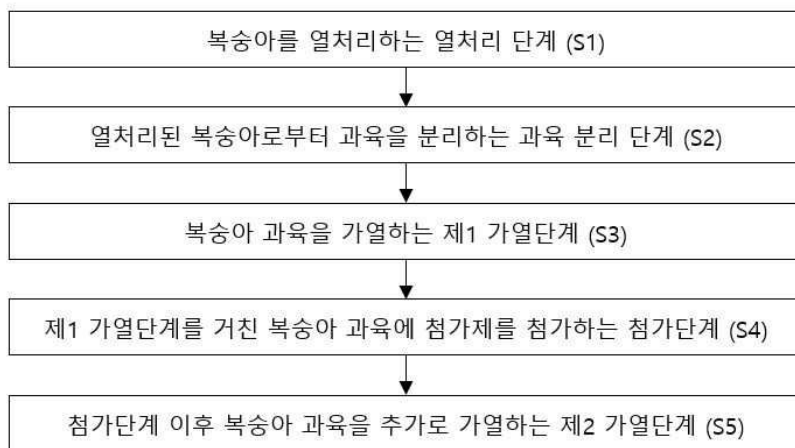 복숭아를 열처리하는 열처리 단계 (S1)
열처리된 복숭아로부터 과육을 분리하는 과육 분리 단계 (S2)
복숭아 과육을 가열하는 제1 가열단계 (S3)
제1 가열단계를 거친 복숭아 과육에 첨가제를 첨가하는 첨가단계 (S4)
첨가단계 이후 복숭아 과육을 추가로 가열하는 제2 가열단계 (S5)